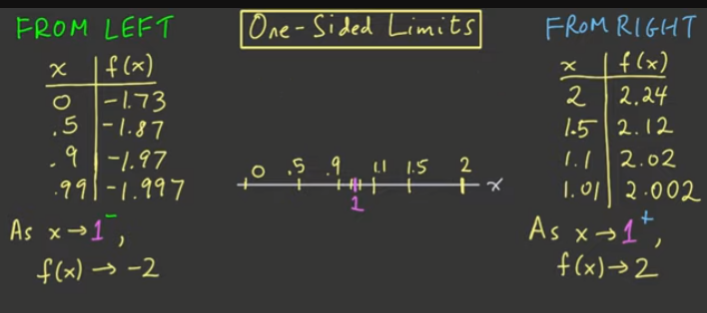 FROM LEFT
x f(x)
0 -1.73
.5 -1.87
.9 -1.97
.99 -1.997
As x→1⁻,
f(x)→-2
One-Sided Limits
0 .5 .9 1.1 1.5 2 x
1
FROM RIGHT
x f(x)
2 2.24
1.5 2.12
1.1 2.02
1.01 2.002
As x→1⁺,
f(x)→2